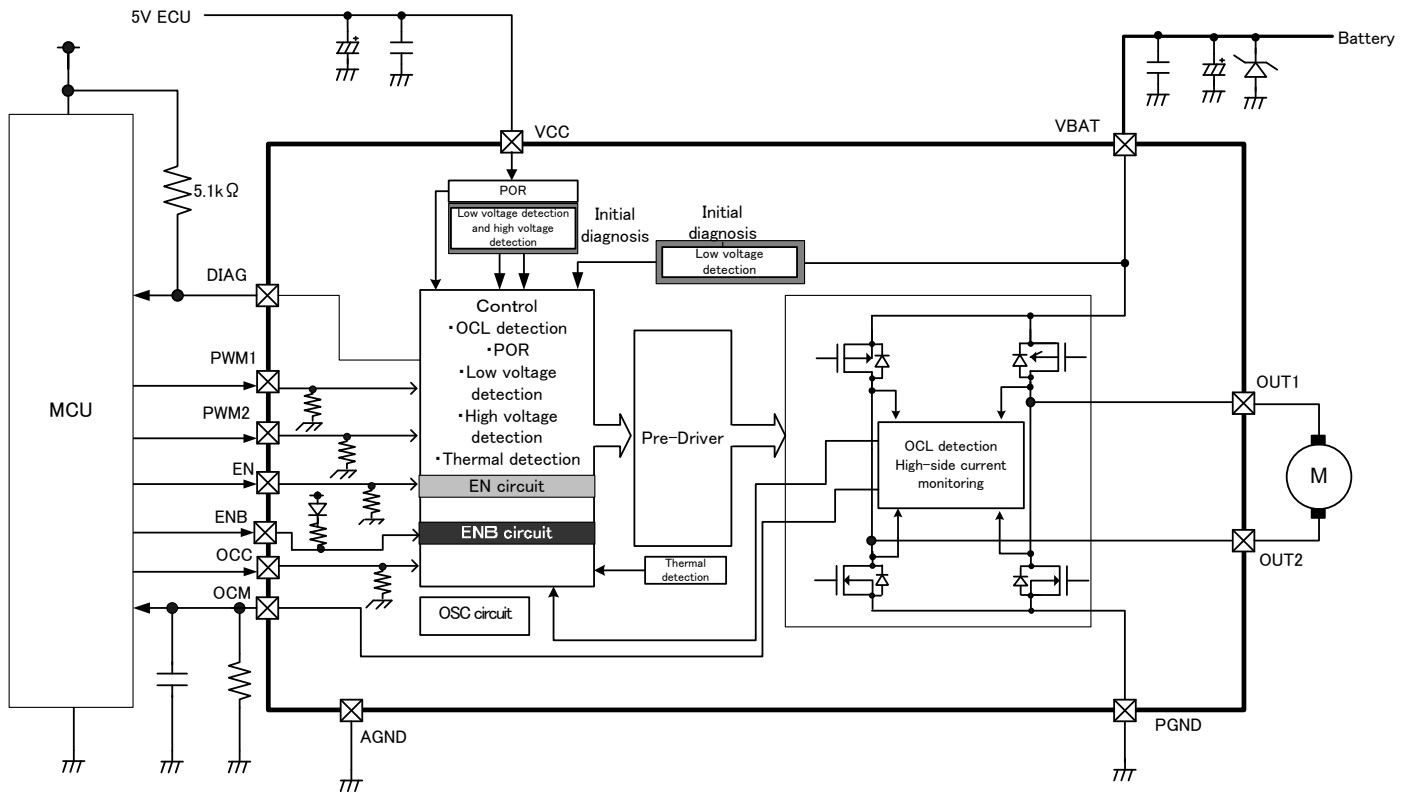 5V ECU
Battery
VCC
VBAT
5.1kΩ
POR
Low voltage detection
and high voltage
detection
Initial
diagnosis
Initial
diagnosis
Low voltage
detection
DIAG
Control
・OCL detection
・POR
・Low voltage
detection
・High voltage
detection
・Thermal detection
EN circuit
ENB circuit
PWM1
PWM2
EN
ENB
OCC
OCM
MCU
Pre-Driver
OCL detection
High-side current
monitoring
OUT1
M
OUT2
Thermal
detection
OSC circuit
AGND
PGND